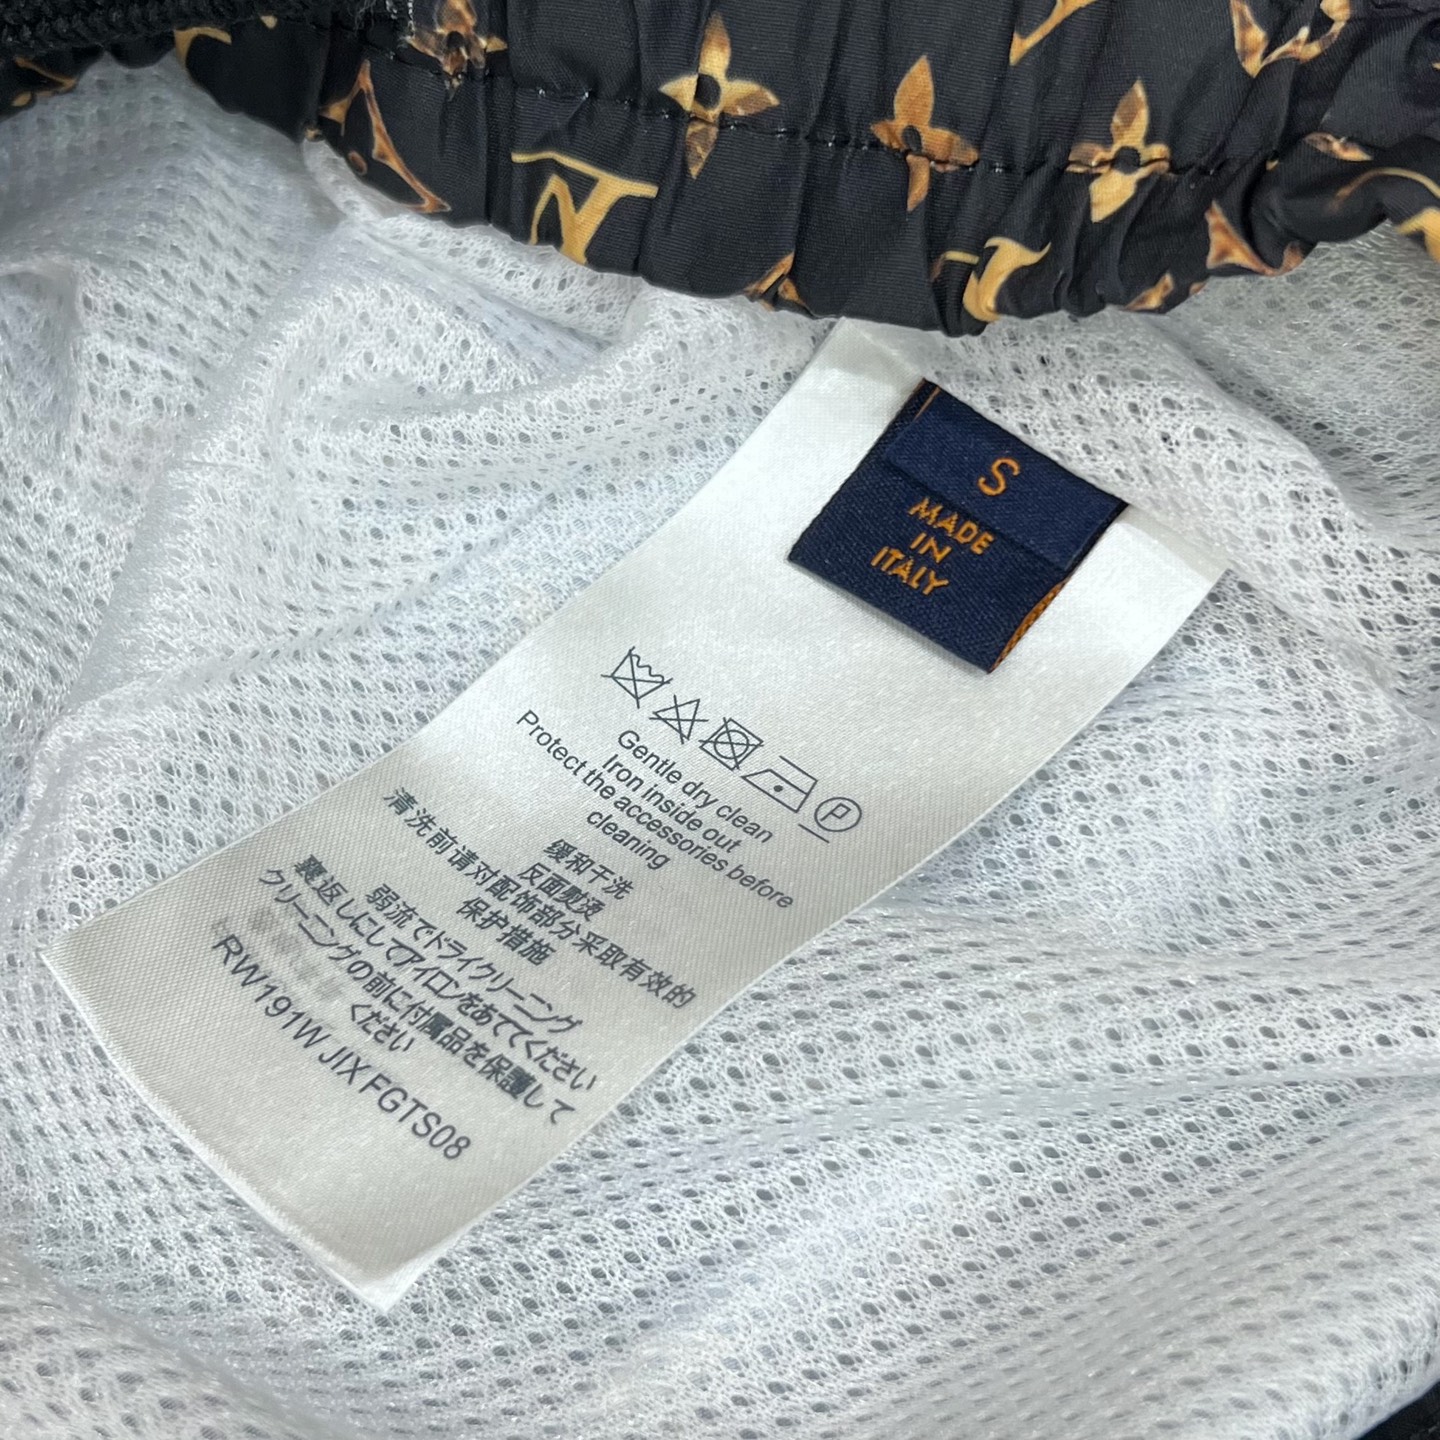 S
MADE
IN
ITALY
P
Gentle dry clean
Iron inside out
Protect the accessories before
cleaning
缓和干洗
反面熨烫
清洗前请对配饰部分采取有效的
保护措施
弱流でドライクリーニング
裏返しにしてアイロンをあててください
クリーニングの前に付属品を保護して
ください
RW191W JIX FGTS08